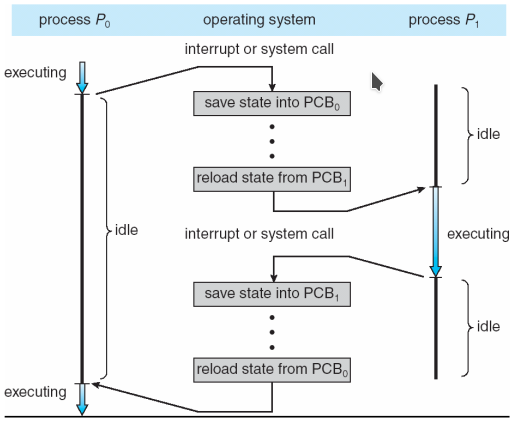 process P₀ operating system process P₁
interrupt or system call
executing
save state into PCB₀
idle
reload state from PCB₁
idle
interrupt or system call
executing
save state into PCB₁
idle
reload state from PCB₀
executing